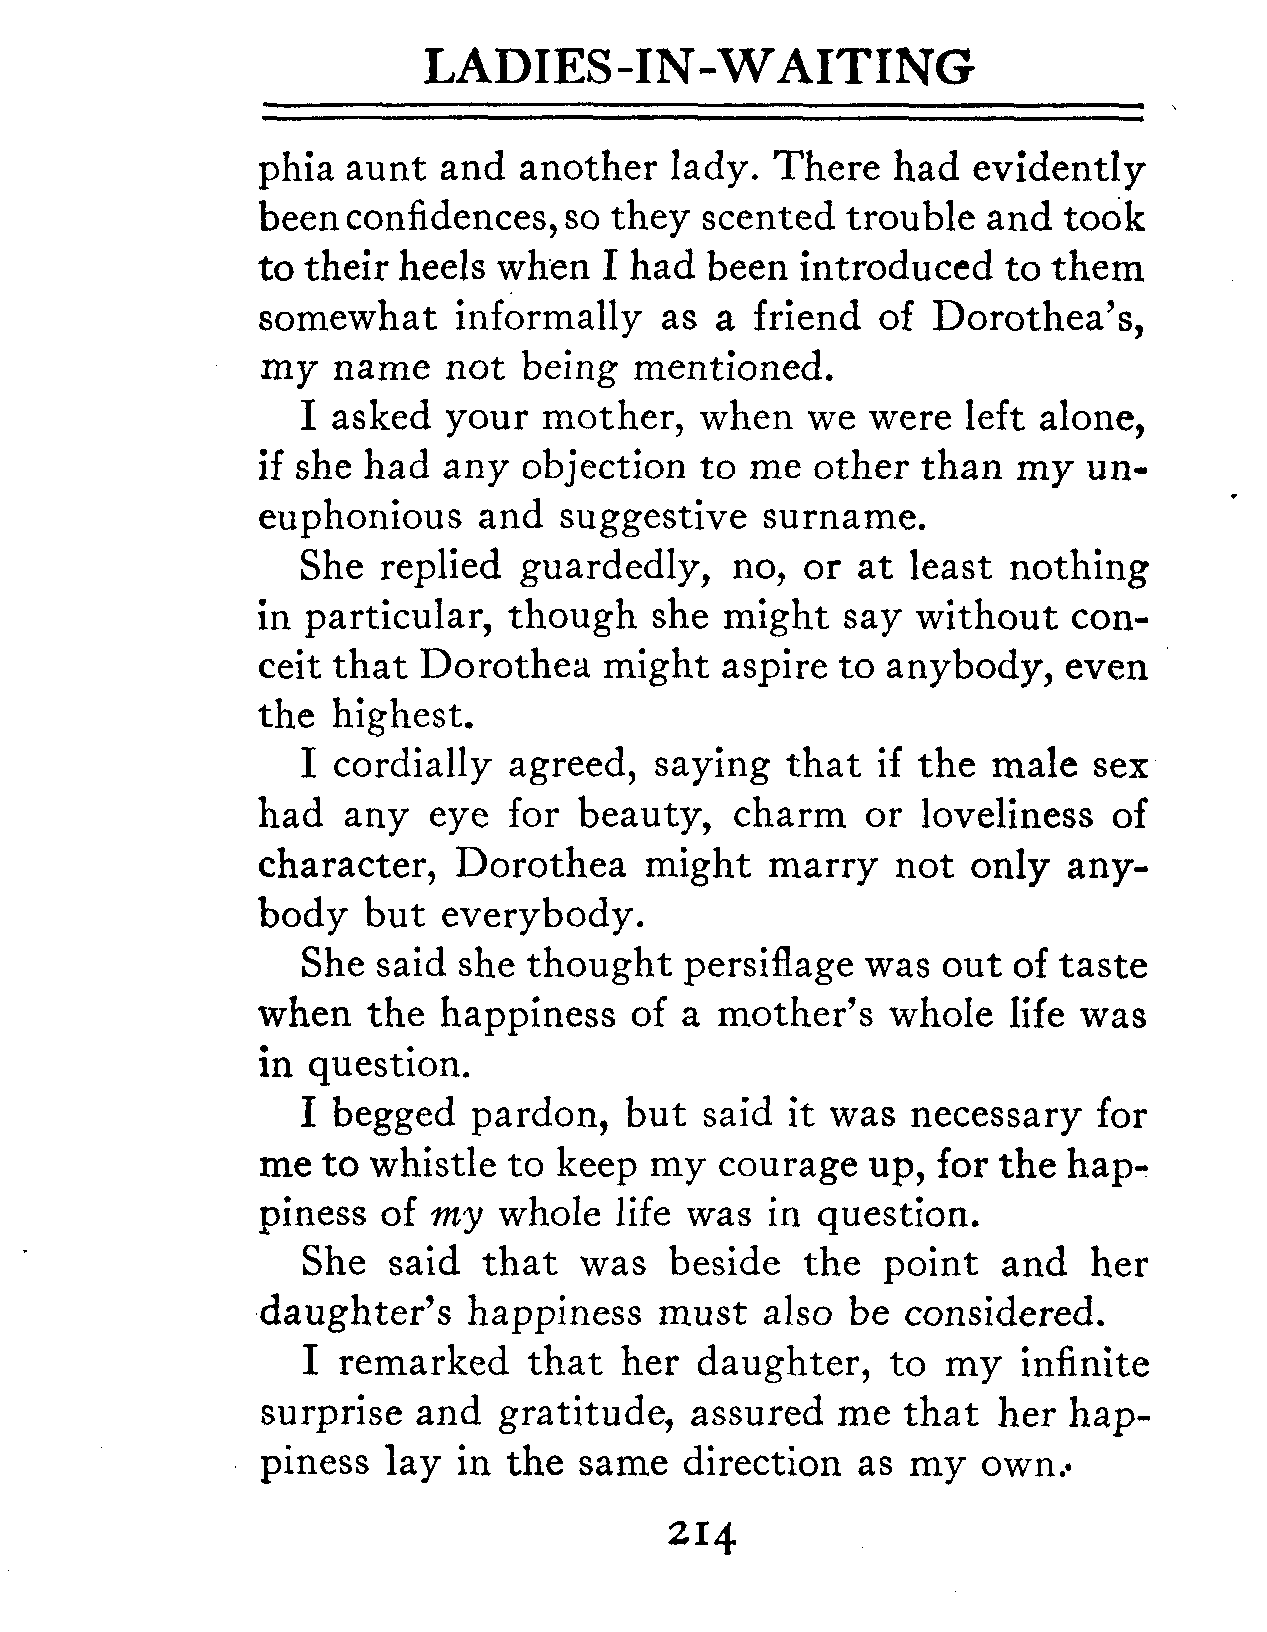 LADIES-IN-WAITING
phia aunt and another lady. There had evidently
been confidences, so they scented trouble and took
to their heels when I had been introduced to them
somewhat informally as a friend of Dorothea's,
my name not being mentioned.
I asked your mother, when we were left alone,
if she had any objection to me other than my un-
euphonious and suggestive surname.
She replied guardedly, no, or at least nothing
in particular, though she might say without con-
ceit that Dorothea might aspire to anybody, even
the highest.
I cordially agreed, saying that if the male sex
had any eye for beauty, charm or loveliness of
character, Dorothea might marry not only any-
body but everybody.
She said she thought persiflage was out of taste
when the happiness of a mother's whole life was
in question.
I begged pardon, but said it was necessary for
me to whistle to keep my courage up, for the hap-
piness of my whole life was in question.
She said that was beside the point and her
daughter's happiness must also be considered.
I remarked that her daughter, to my infinite
surprise and gratitude, assured me that her hap-
piness lay in the same direction as my own.
214